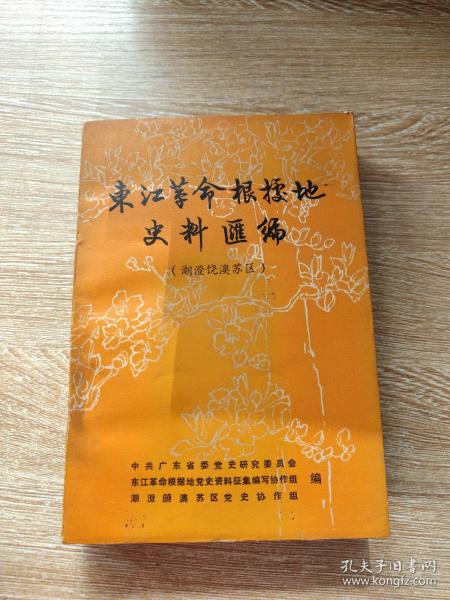 東江革命根據地
史料匯編
（潮澄饶澳苏区）
中共广东省委党史研究委员会
东江革命根据地党史资料征集编写协作组 编
潮澄饒澳苏区党史协作组
孔夫子旧书网
www.kongfz.com